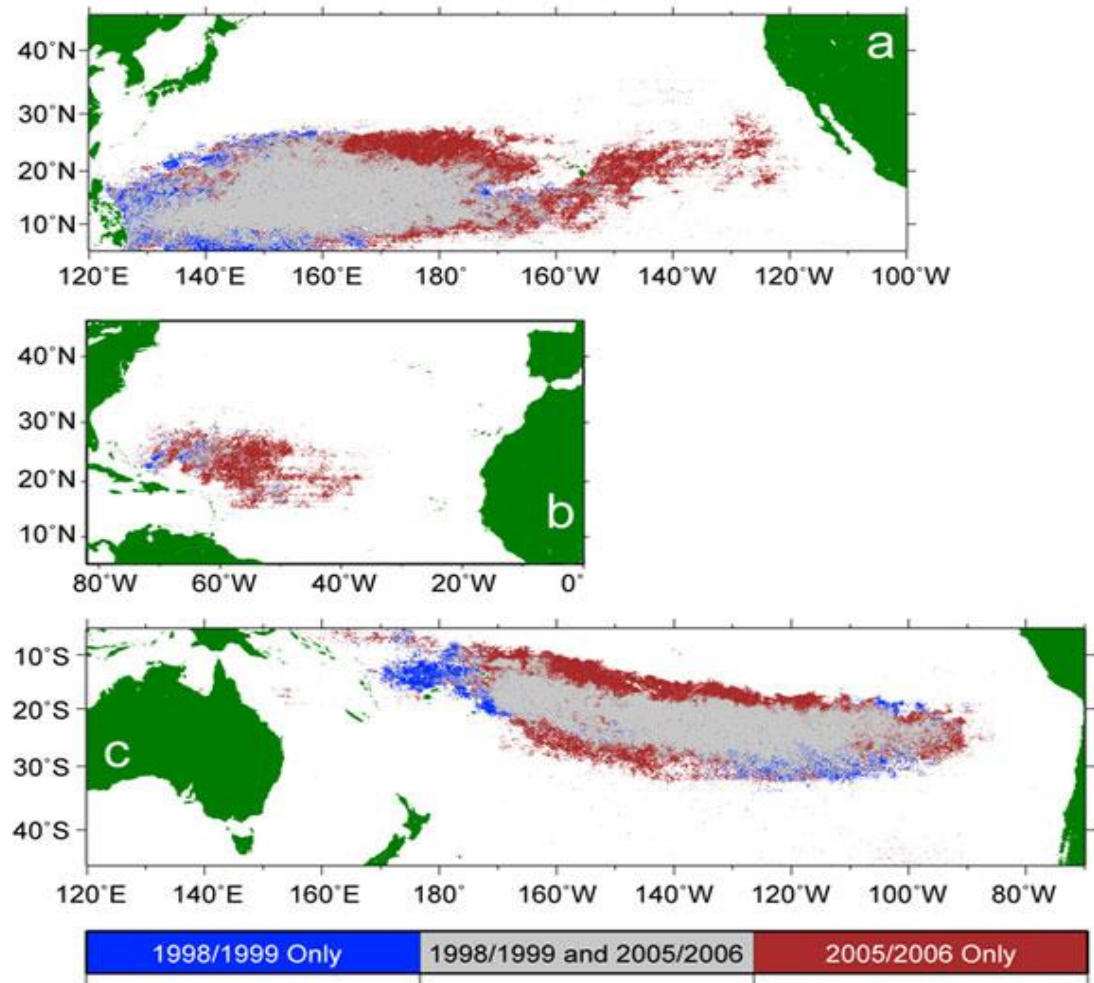 a
40˚N
30˚N
20˚N
10˚N
120˚E 140˚E 160˚E 180˚ 160˚W 140˚W 120˚W 100˚W
40˚N
30˚N
20˚N
10˚N
b
80˚W 60˚W 40˚W 20˚W 0˚
10˚S
20˚S
c
30˚S
40˚S
120˚E 140˚E 160˚E 180˚ 160˚W 140˚W 120˚W 100˚W 80˚W
1998/1999 Only 1998/1999 and 2005/2006 2005/2006 Only